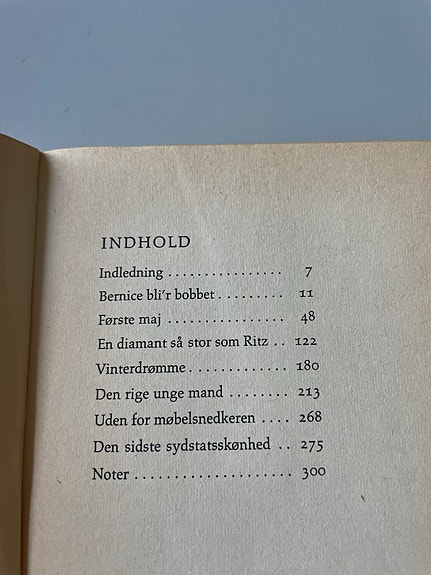 INDHOLD
Indledning ................ 7
Bernice bli'r bobbet ......... 11
Første maj ................ 48
En diamant så stor som Ritz .. 122
Vinterdrømme ............. 180
Den rige unge mand ........ 213
Uden for møbelsnedkeren .... 268
Den sidste sydstatsskønhed .. 275
Noter .................... 300